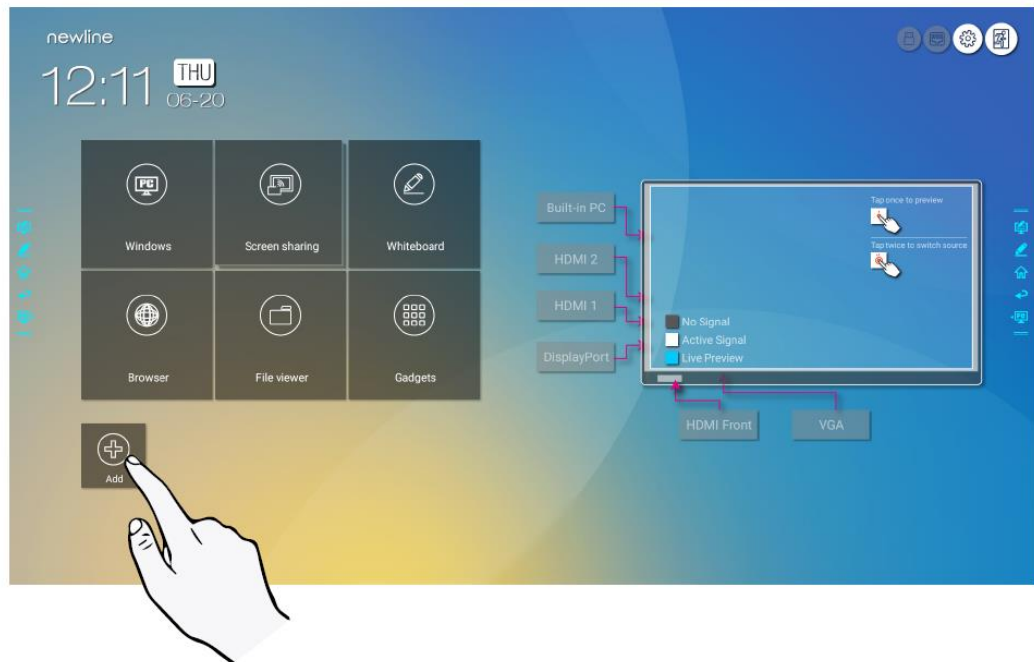 newline
12:11 THU
06-20
PC
Windows
Screen sharing
Whiteboard
Browser
File viewer
Gadgets
Add
Built-in PC
HDMI 2
HDMI 1
DisplayPort
Tap once to preview
Tap twice to switch source
No Signal
Active Signal
Live Preview
HDMI Front
VGA